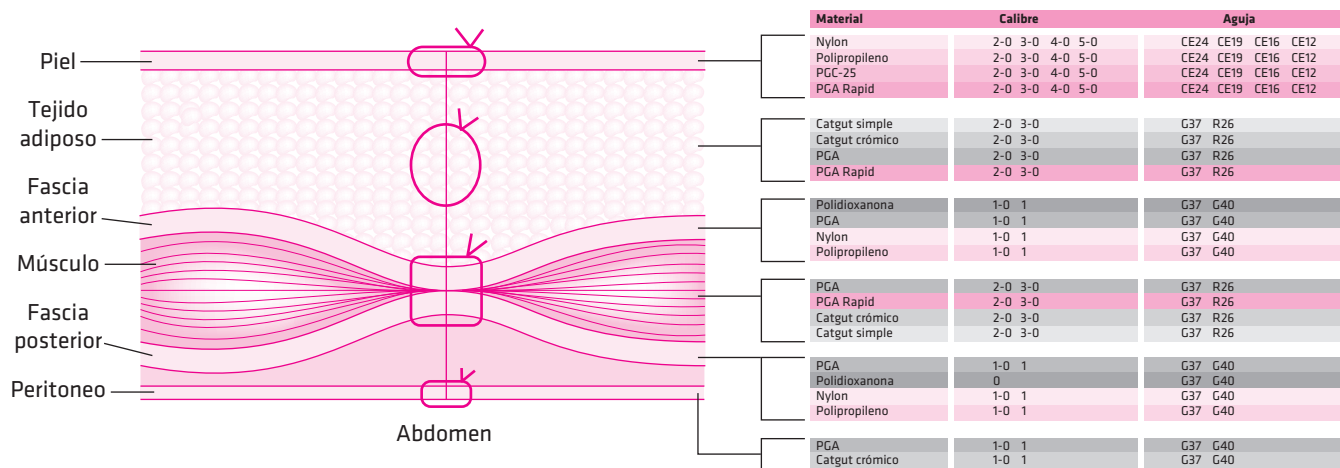 Piel
Tejido
adiposo
Fascia
anterior
Músculo
Fascia
posterior
Peritoneo
Abdomen
Material Calibre Aguja
Nylon 2-0 3-0 4-0 5-0 CE24 CE19 CE16 CE12
Polipropileno 2-0 3-0 4-0 5-0 CE24 CE19 CE16 CE12
PGC-25 2-0 3-0 4-0 5-0 CE24 CE19 CE16 CE12
PGA Rapid 2-0 3-0 4-0 5-0 CE24 CE19 CE16 CE12
Catgut simple 2-0 3-0 G37 R26
Catgut crómico 2-0 3-0 G37 R26
PGA 2-0 3-0 G37 R26
PGA Rapid 2-0 3-0 G37 R26
Polidioxanona 1-0 1 G37 G40
PGA 1-0 1 G37 G40
Nylon 1-0 1 G37 G40
Polipropileno 1-0 1 G37 G40
PGA 2-0 3-0 G37 R26
PGA Rapid 2-0 3-0 G37 R26
Catgut crómico 2-0 3-0 G37 R26
Catgut simple 2-0 3-0 G37 R26
PGA 1-0 1 G37 G40
Polidioxanona 0 G37 G40
Nylon 1-0 1 G37 G40
Polipropileno 1-0 1 G37 G40
PGA 1-0 1 G37 G40
Catgut crómico 1-0 1 G37 G40